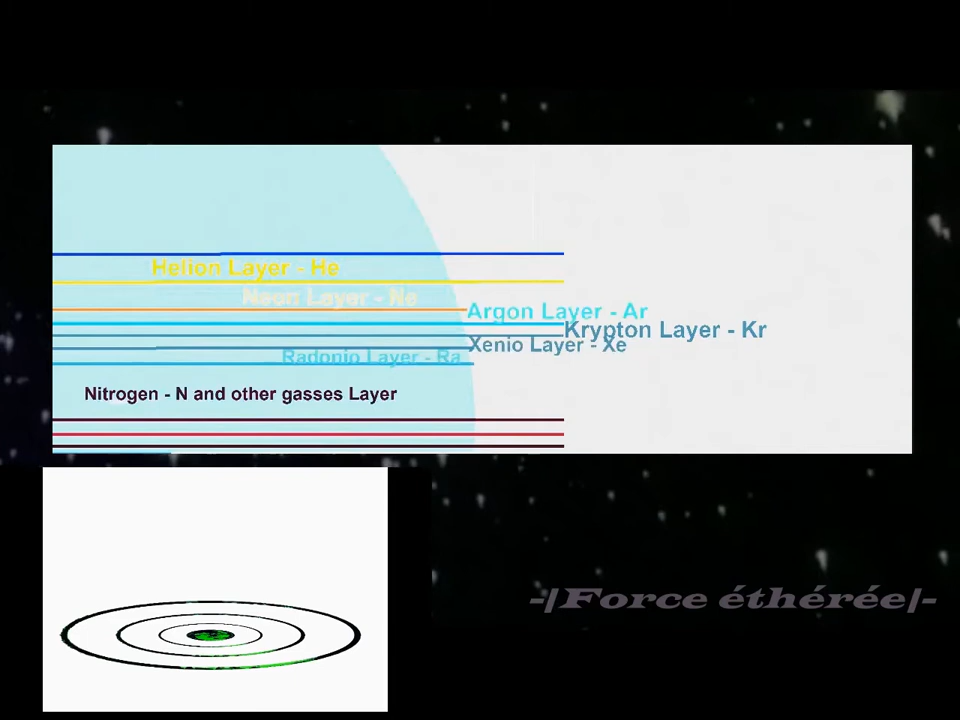 Helion Layer - He
Neon Layer - Ne
Argon Layer - Ar
Krypton Layer - Kr
Xenio Layer - Xe
Radonio Layer - Ra
Nitrogen - N and other gasses Layer
-/Force éthérée/-